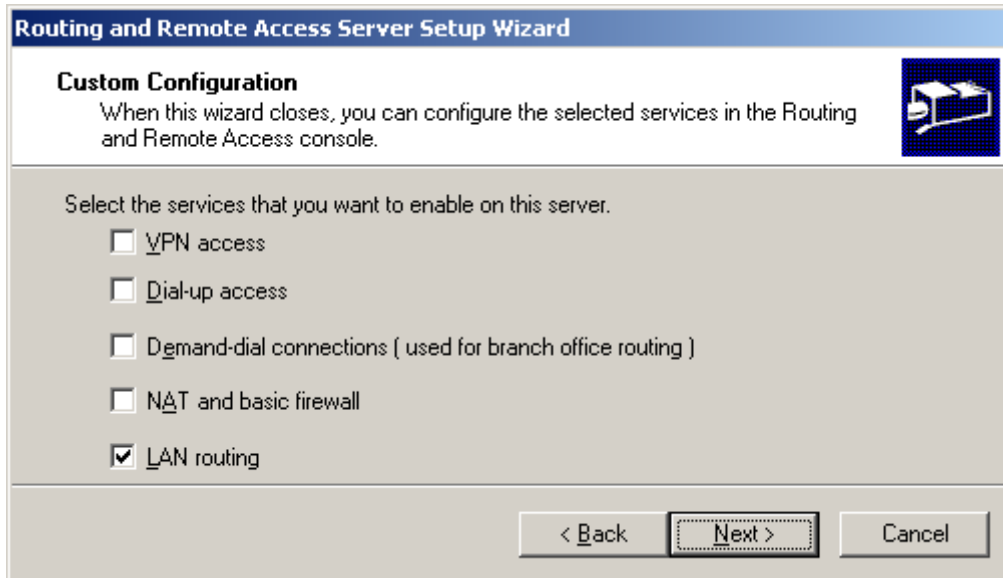 Routing and Remote Access Server Setup Wizard
Custom Configuration
When this wizard closes, you can configure the selected services in the Routing
and Remote Access console.
Select the services that you want to enable on this server.
VPN access
Dial-up access
Demand-dial connections ( used for branch office routing )
NAT and basic firewall
LAN routing
< Back Next > Cancel